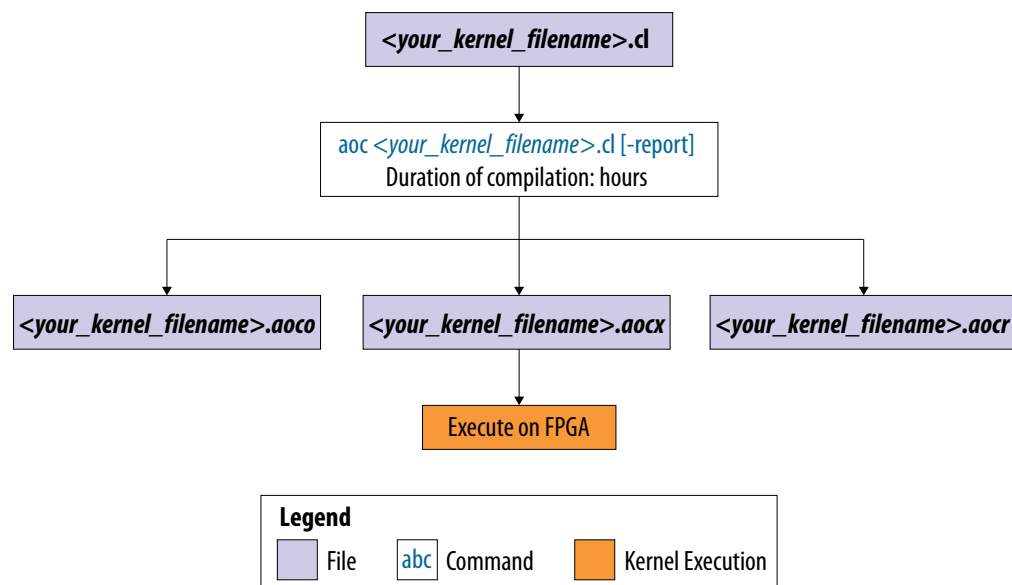 <your_kernel_filename>.cl
aoc <your_kernel_filename>.cl [-report]
Duration of compilation: hours
<your_kernel_filename>.aoco
<your_kernel_filename>.aocx
<your_kernel_filename>.aocr
Execute on FPGA
Legend
File
abc
Command
Kernel Execution